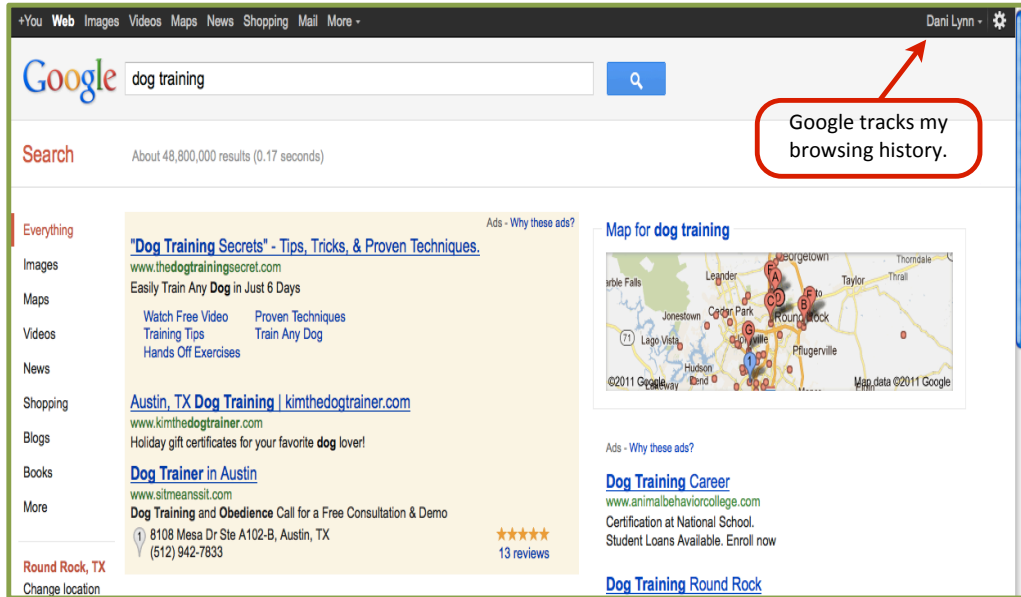 +You Web Images Videos Maps News Shopping Mail More
Dani Lynn
Google
dog training
Google tracks my
browsing history.
Search
About 48,800,000 results (0.17 seconds)
Everything
Images
Maps
Videos
News
Shopping
Blogs
Books
More
Round Rock, TX
Change location
Ads - Why these ads?
"Dog Training Secrets" - Tips, Tricks, & Proven Techniques.
www.thedogtrainingsecret.com
Easily Train Any Dog in Just 6 Days
Watch Free Video Proven Techniques
Training Tips Train Any Dog
Hands Off Exercises
Austin, TX Dog Training | kimthedogtrainer.com
www.kimthedogtrainer.com
Holiday gift certificates for your favorite dog lover!
Dog Trainer in Austin
www.sitmeanssit.com
Dog Training and Obedience Call for a Free Consultation & Demo
1 8108 Mesa Dr Ste A102-B, Austin, TX
(512) 942-7833
13 reviews
Map for dog training
Georgetown
Thorndale
arble Falls
Leander
Taylor
Thrall
F
A
C
D
B
G
1
Jonestown
Cedar Park
Round Rock
71
Lago Vista
Pflugerville
Hudson
Bend
©2011 Google
Map data ©2011 Google
Ads - Why these ads?
Dog Training Career
www.animalbehaviorcollege.com
Certification at National School.
Student Loans Available. Enroll now
Dog Training Round Rock